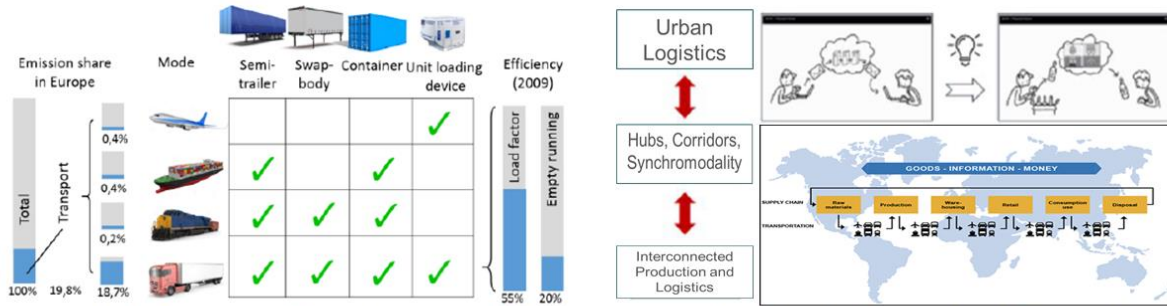 Emission share
in Europe
Mode
Semi-
trailer
Swap-
body
Container
Unit loading
device
Efficiency
(2009)
Total
Transport
0,4%
0,4%
0,2%
100%
19,8%
18,7%
Load factor
Empty running
55%
20%
Urban
Logistics
Hubs, Corridors,
Synchromodality
Interconnected
Production and
Logistics
GOODS - INFORMATION - MONEY
SUPPLY CHAIN
Raw
materials
Production
Ware-
housing
Retail
Consumption
use
Disposal
TRANSPORTATION